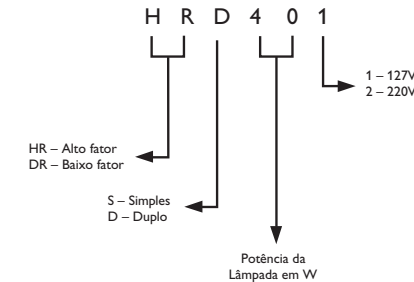 H R D 4 0 1
1 – 127V
2 – 220V
HR – Alto fator
DR – Baixo fator
S – Simples
D – Duplo
Potência da
Lâmpada em W